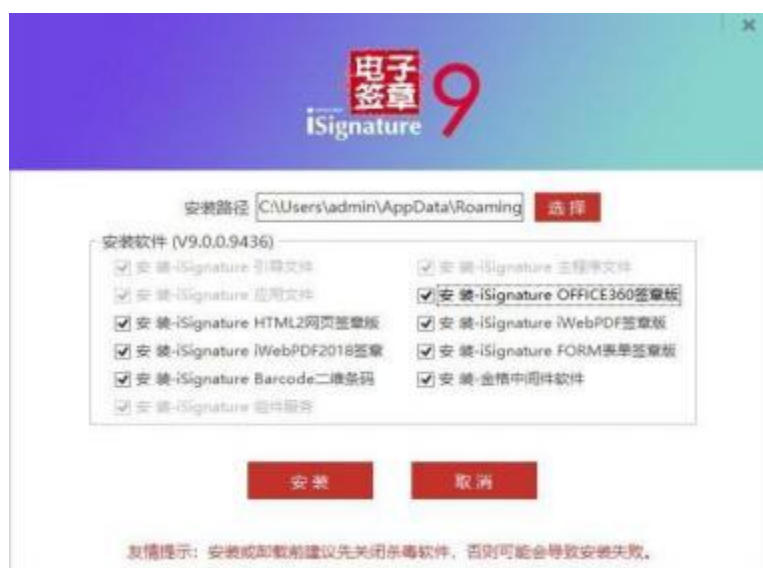 电子
签章
iSignature 9
安装路径 C:\Users\admin\AppData\Roaming 选 择
安装软件 (V9.0.0.9436)
安 装-iSignature 引导文件 安 装-iSignature 主程序文件
安 装-iSignature 应用文件 安 装-iSignature OFFICE360签章版
安 装-iSignature HTML2网页签章版 安 装-iSignature iWebPDF签章版
安 装-iSignature iWebPDF2018签章 安 装-iSignature FORM表单签章版
安 装-iSignature Barcode二维条码 安 装-金格中间件软件
安 装-iSignature 组件服务
安 装 取 消
友情提示：安装或卸载前建议先关闭杀毒软件，否则可能会导致安装失败。